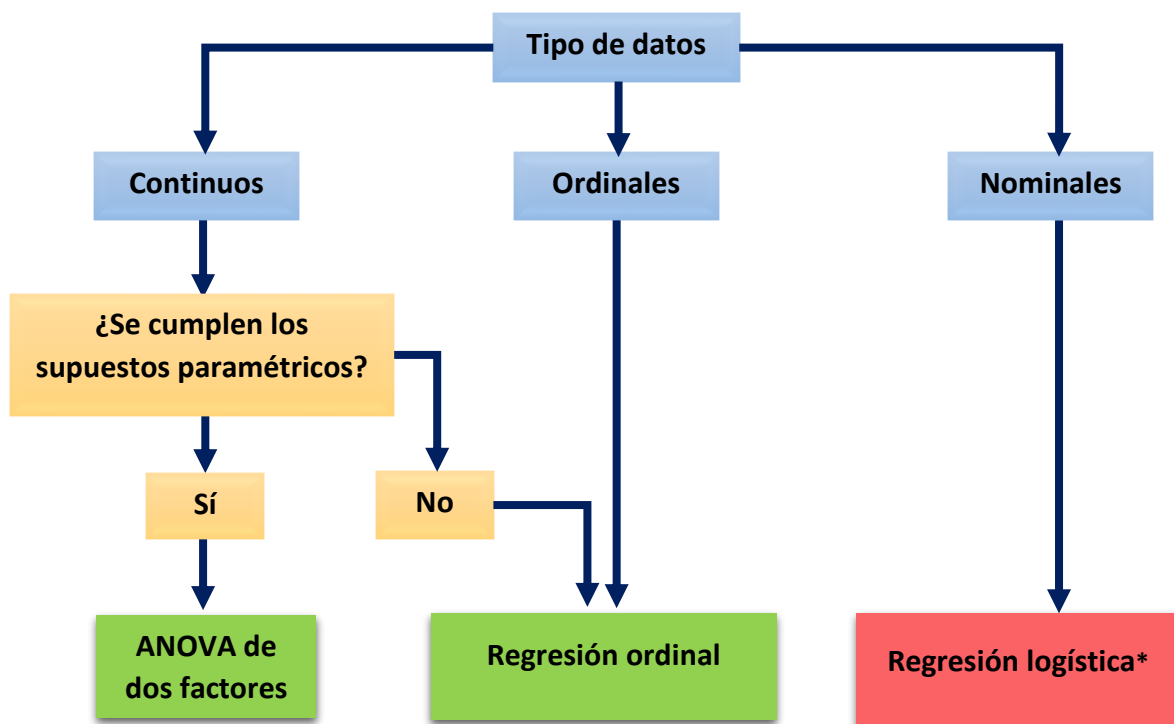 Tipo de datos
Continuos
Ordinales
Nominales
¿Se cumplen los
supuestos paramétricos?
Sí
No
ANOVA de
dos factores
Regresión ordinal
Regresión logística*